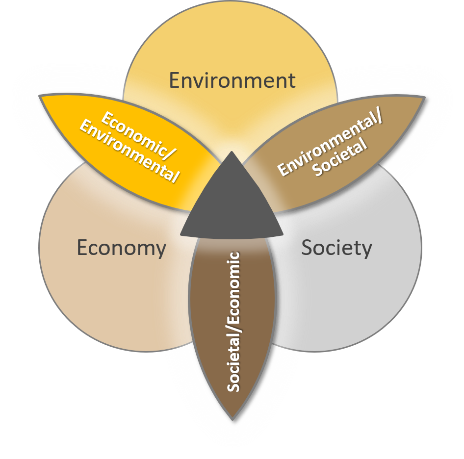 Environment
Economic/
Environmental
Environmental/
Societal
Economy
Society
Societal/Economic